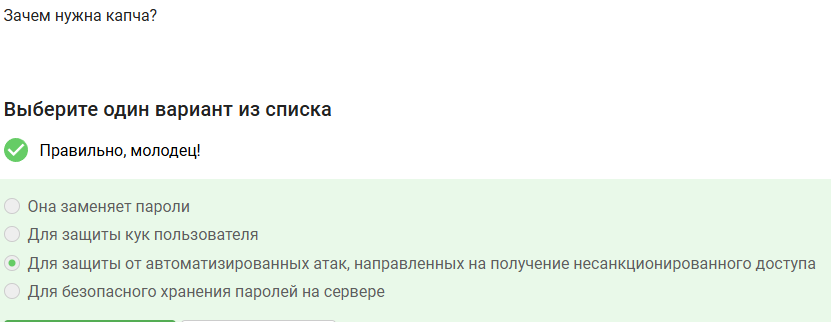 Зачем нужна капча?
Выберите один вариант из списка
Правильно, молодец!
Она заменяет пароли
Для защиты кук пользователя
Для защиты от автоматизированных атак, направленных на получение несанкционированного доступа
Для безопасного хранения паролей на сервере